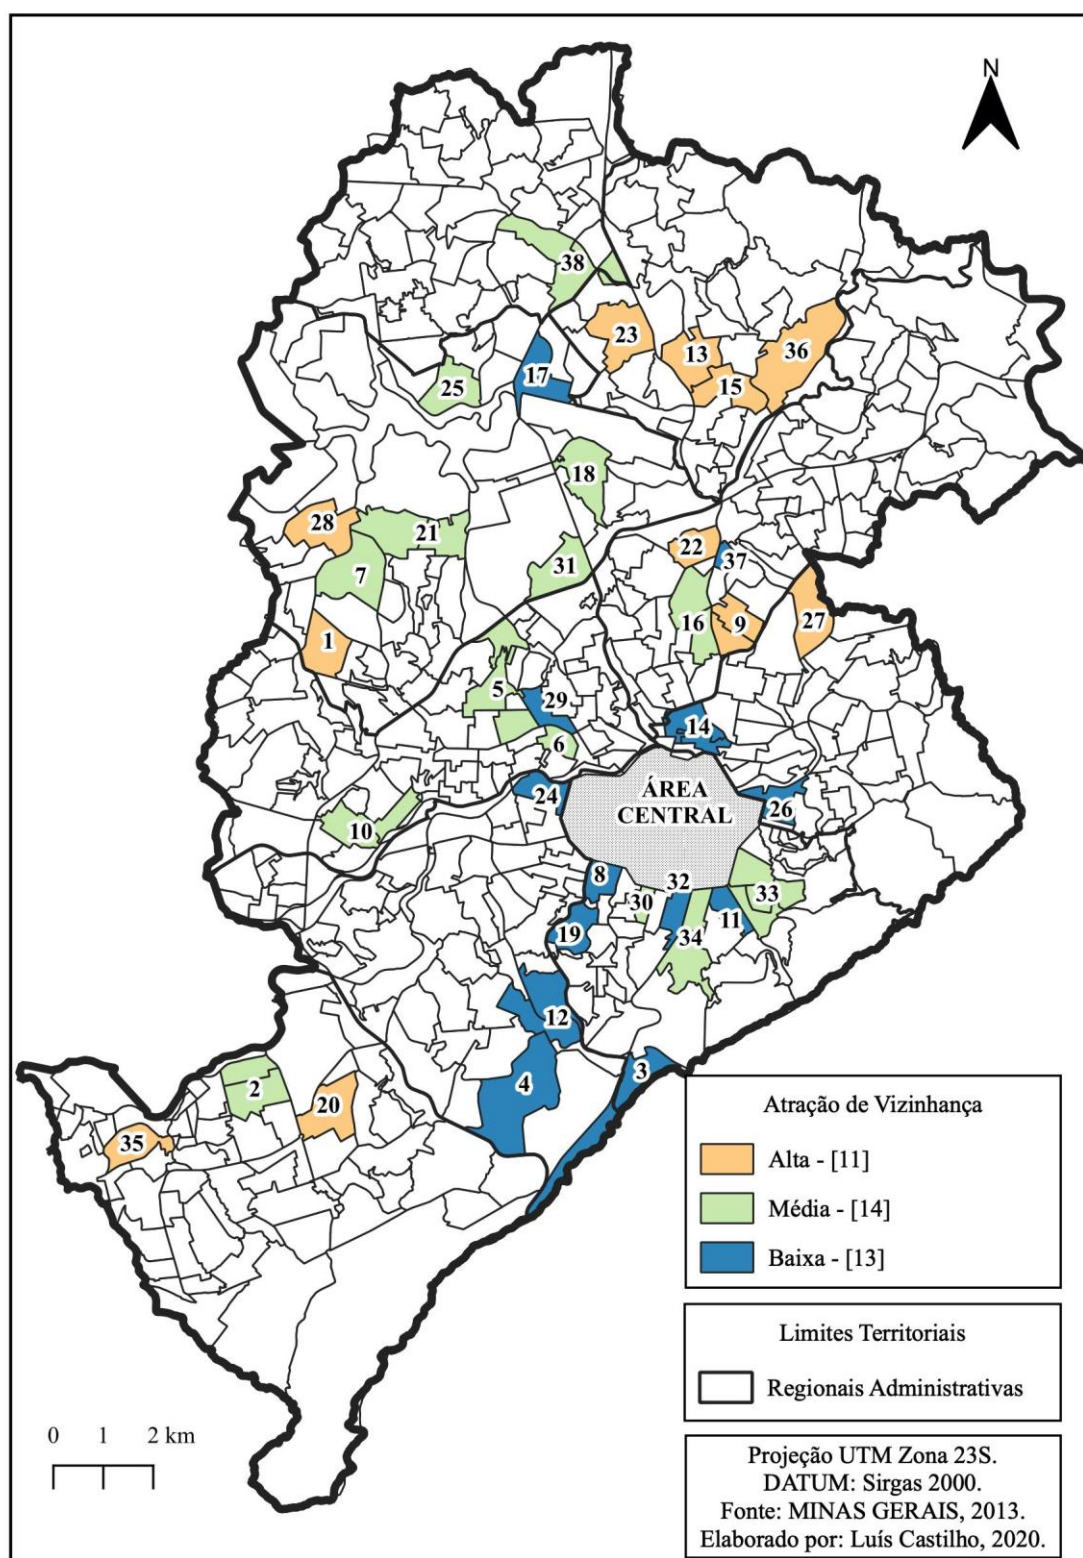 N
38
23
13
36
17
15
25
18
28
21
22
37
7
31
16
9
27
1
5
29
14
6
ÁREA
CENTRAL
24
26
10
8
32
30
33
11
19
34
12
4
3
2
20
35
Atração de Vizinhança
Alta - [11]
Média - [14]
Baixa - [13]
Limites Territoriais
Regionais Administrativas
0 1 2 km
Projeção UTM Zona 23S.
DATUM: Sirgas 2000.
Fonte: MINAS GERAIS, 2013.
Elaborado por: Luís Castilho, 2020.